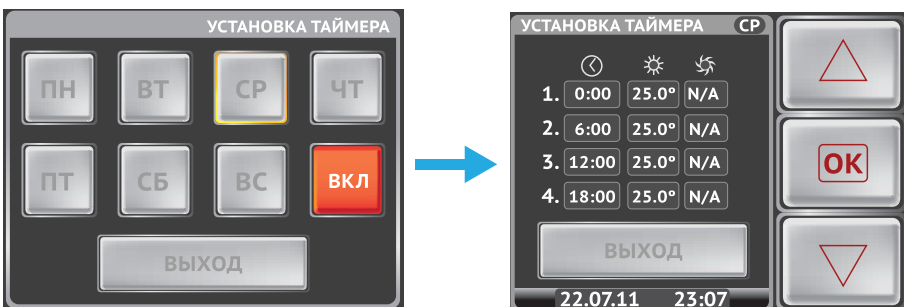 УСТАНОВКА ТАЙМЕРА
ПН ВТ СР ЧТ
ПТ СБ ВС ВКЛ
ВЫХОД
УСТАНОВКА ТАЙМЕРА СР
1. 0:00 25.0° N/A
2. 6:00 25.0° N/A
3. 12:00 25.0° N/A
4. 18:00 25.0° N/A
ВЫХОД
22.07.11 23:07
OK